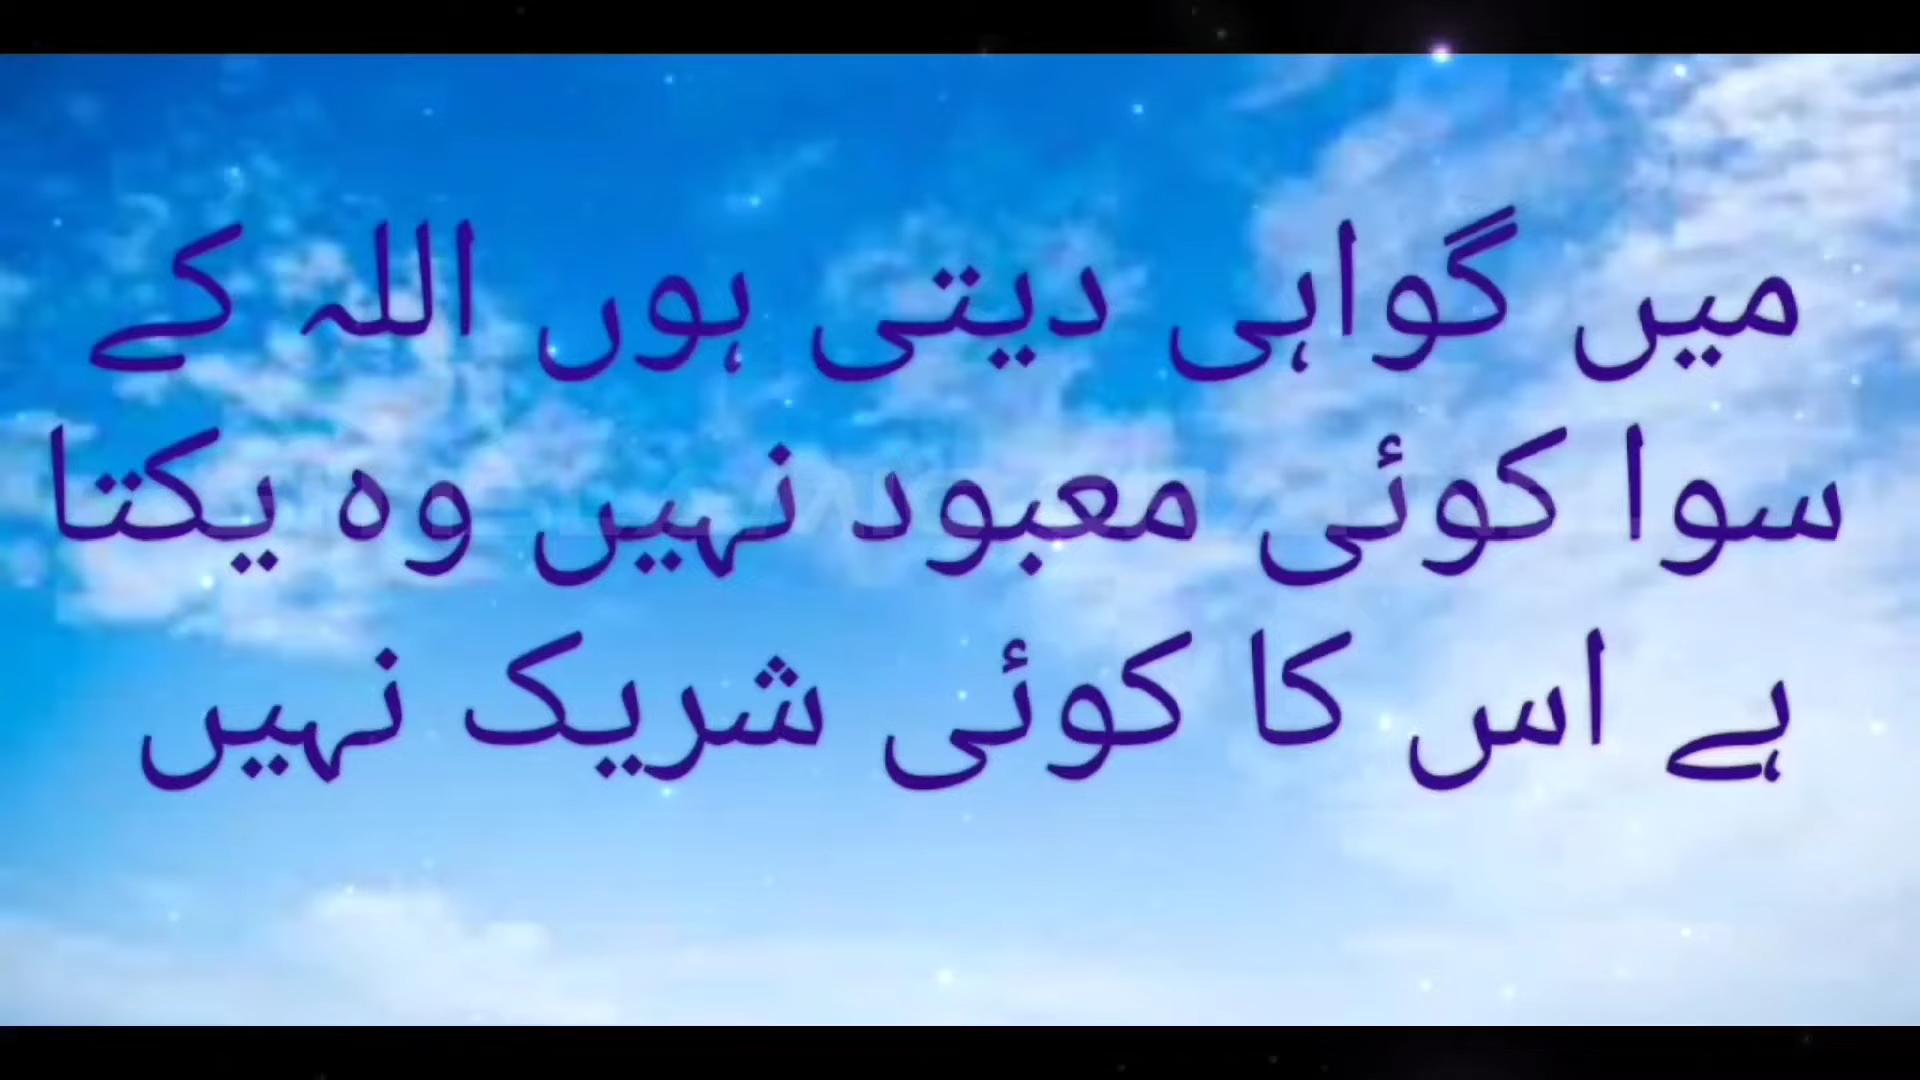 میں گواہی دیتی ہوں اللہ کے
سوا کوئی معبود نہیں وہ یکتا
ہے اس کا کوئی شریک نہیں